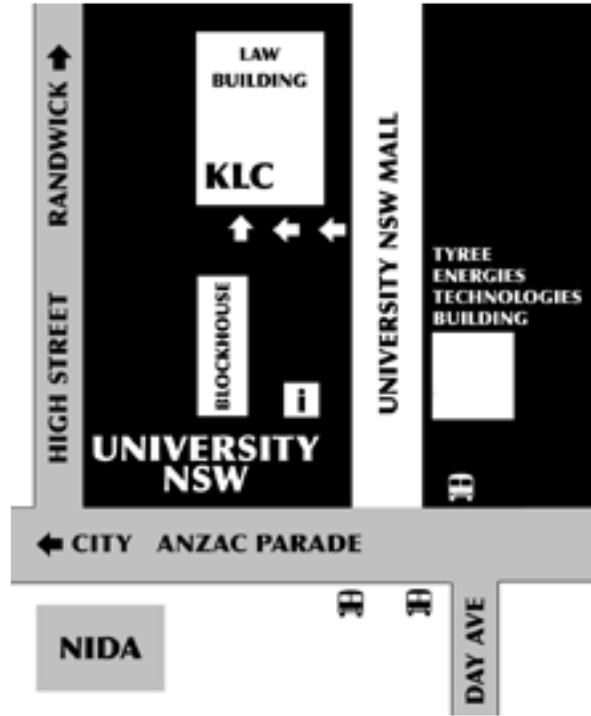 LAW
BUILDING
KLC
RANDWICK
HIGH STREET
UNIVERSITY NSW MALL
TYREE
ENERGIES
TECHNOLOGIES
BUILDING
BLOCKHOUSE
i
UNIVERSITY
NSW
CITY ANZAC PARADE
NIDA
DAY AVE